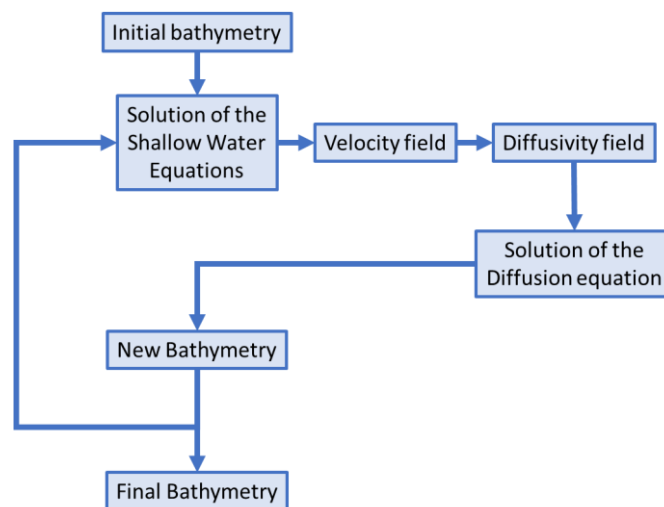 Initial bathymetry
Solution of the
Shallow Water
Equations
Velocity field
Diffusivity field
Solution of the
Diffusion equation
New Bathymetry
Final Bathymetry